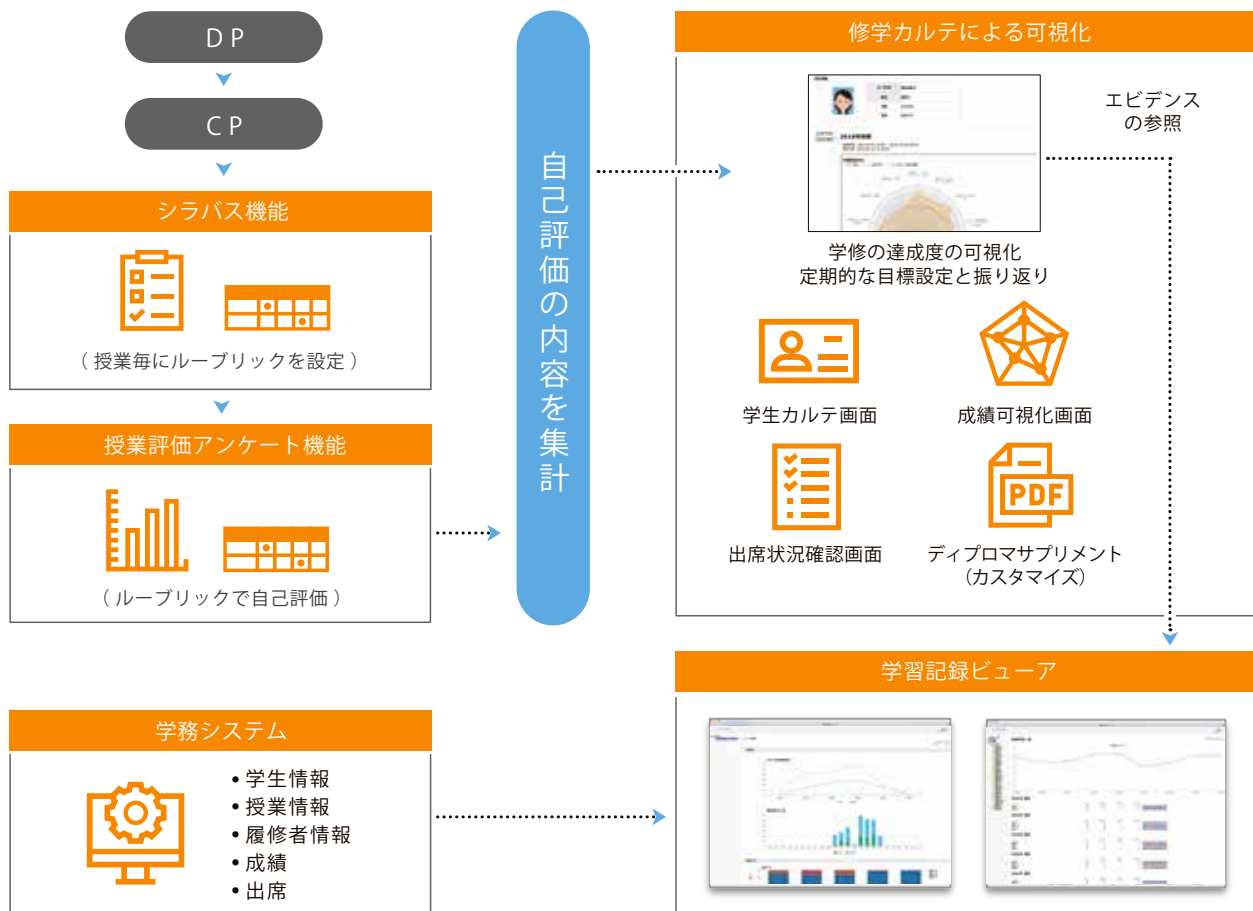 DP
CP
シラバス機能
（授業毎にルーブリックを設定）
授業評価アンケート機能
（ルーブリックで自己評価）
自己評価の内容を集計
修学カルテによる可視化
エビデンス
の参照
学修の達成度の可視化
定期的な目標設定と振り返り
学生カルテ画面
成績可視化画面
出席状況確認画面
PDF
ディプロマサプリメント
（カスタマイズ）
学務システム
• 学生情報
• 授業情報
• 履修者情報
• 成績
• 出席
学習記録ビューア